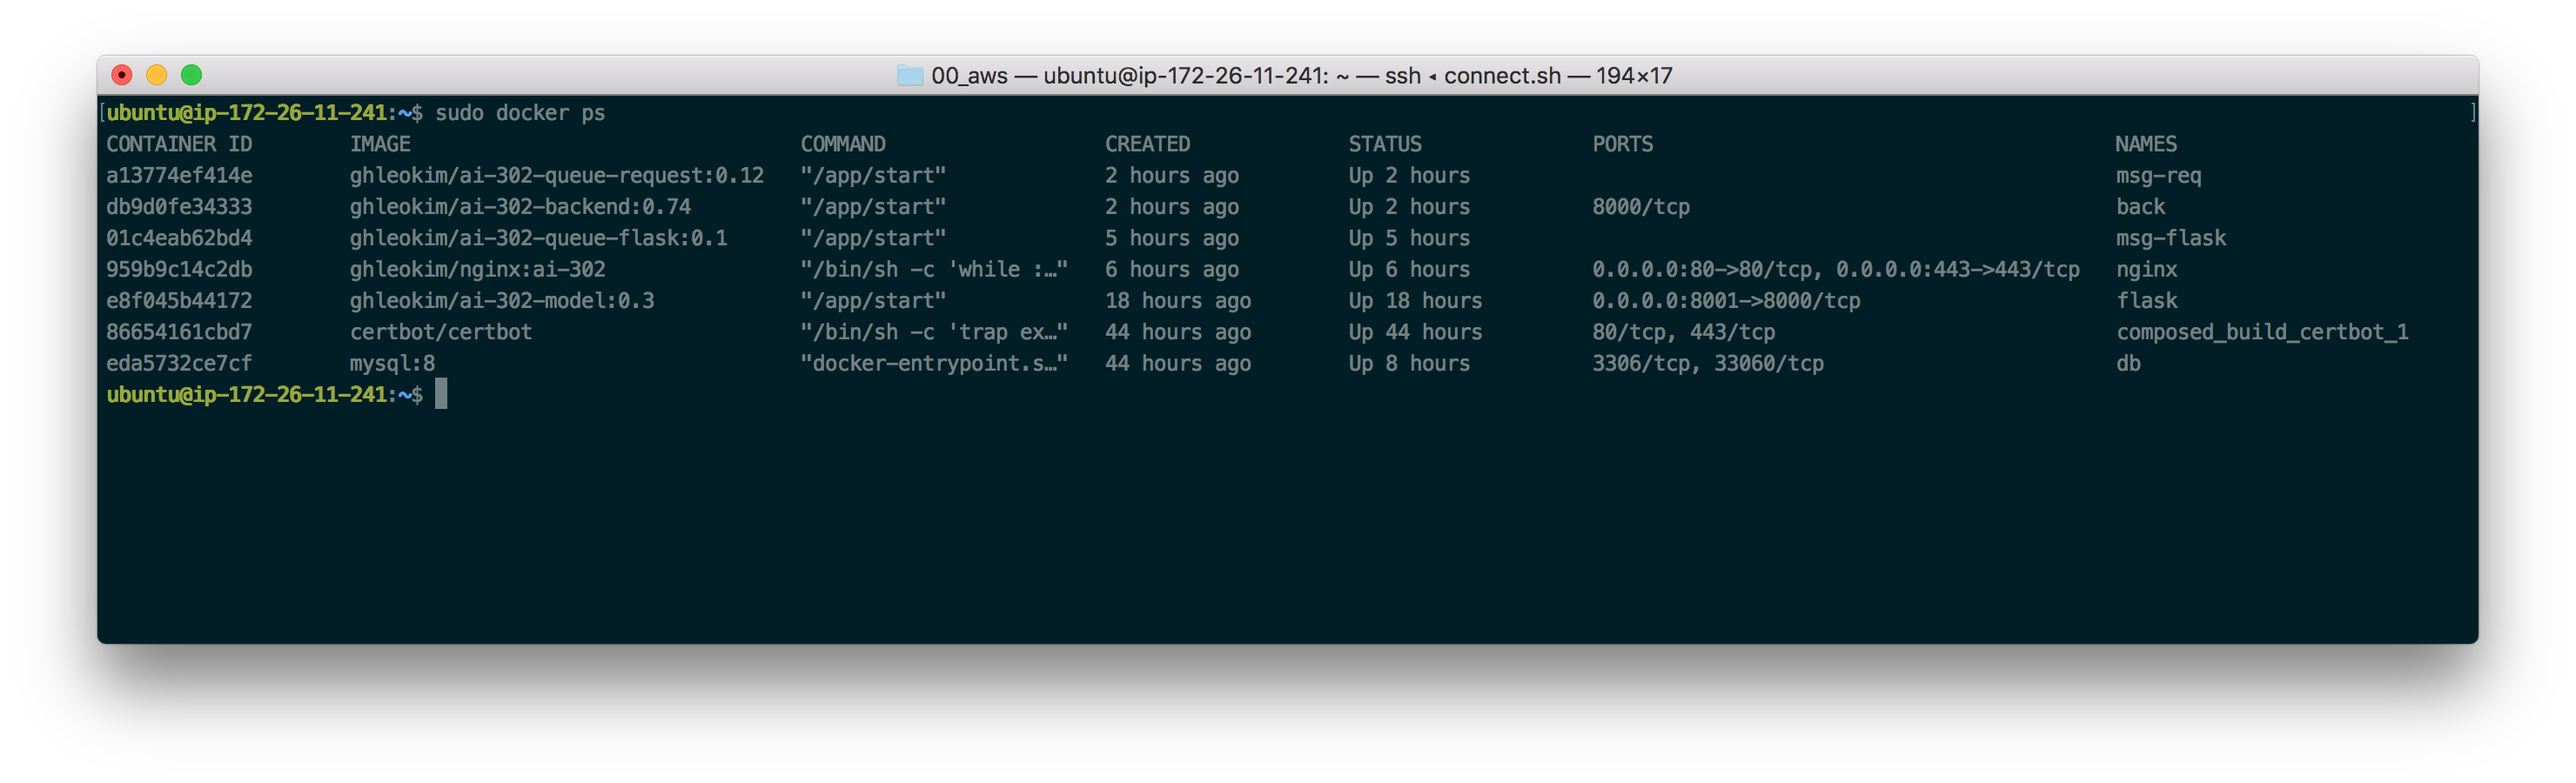 00_aws — ubuntu@ip-172-26-11-241: ~ — ssh ◂ connect.sh — 194×17
[ubuntu@ip-172-26-11-241:~$ sudo docker ps ]
CONTAINER ID IMAGE COMMAND CREATED STATUS PORTS NAMES
a13774ef414e ghleokim/ai-302-queue-request:0.12 "/app/start" 2 hours ago Up 2 hours msg-req
db9d0fe34333 ghleokim/ai-302-backend:0.74 "/app/start" 2 hours ago Up 2 hours 8000/tcp back
01c4eab62bd4 ghleokim/ai-302-queue-flask:0.1 "/app/start" 5 hours ago Up 5 hours msg-flask
959b9c14c2db ghleokim/nginx:ai-302 "/bin/sh -c 'while :…" 6 hours ago Up 6 hours 0.0.0.0:80->80/tcp, 0.0.0.0:443->443/tcp nginx
e8f045b44172 ghleokim/ai-302-model:0.3 "/app/start" 18 hours ago Up 18 hours 0.0.0.0:8001->8000/tcp flask
86654161cbd7 certbot/certbot "/bin/sh -c 'trap ex…" 44 hours ago Up 44 hours 80/tcp, 443/tcp composed_build_certbot_1
eda5732ce7cf mysql:8 "docker-entrypoint.s…" 44 hours ago Up 8 hours 3306/tcp, 33060/tcp db
ubuntu@ip-172-26-11-241:~$